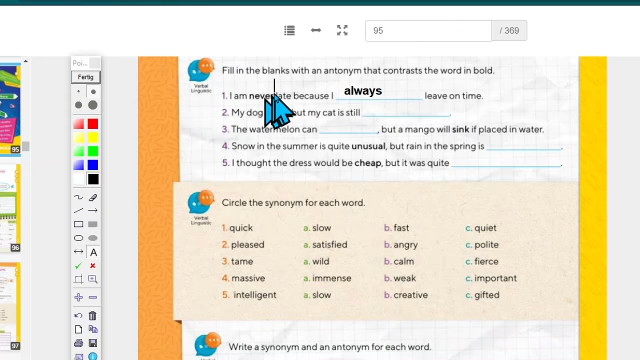 95 / 369
Poi...
Fertig
95
96
97
Verbal
Linguistic
Fill in the blanks with an antonym that contrasts the word in bold.
1. I am never late because I always leave on time.
2. My dog but my cat is still .
3. The watermelon can , but a mango will sink if placed in water.
4. Snow in the summer is quite unusual, but rain in the spring is .
5. I thought the dress would be cheap, but it was quite .
Verbal
Linguistic
Circle the synonym for each word.
1. quick a. slow b. fast c. quiet
2. pleased a. satisfied b. angry c. polite
3. tame a. wild b. calm c. fierce
4. massive a. immense b. weak c. important
5. intelligent a. slow b. creative c. gifted
Verbal
Write a synonym and an antonym for each word.